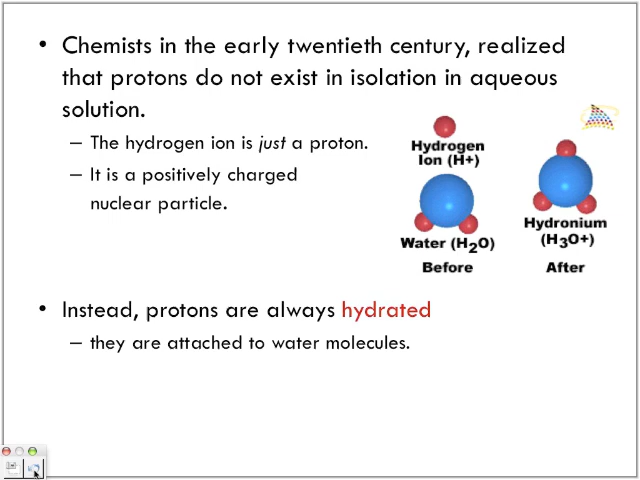 • Chemists in the early twentieth century, realized
that protons do not exist in isolation in aqueous
solution.
– The hydrogen ion is just a proton.
– It is a positively charged
nuclear particle.
Hydrogen
Ion (H+)
Water (H2O)
Before
Hydronium
(H3O+)
After
• Instead, protons are always hydrated
– they are attached to water molecules.